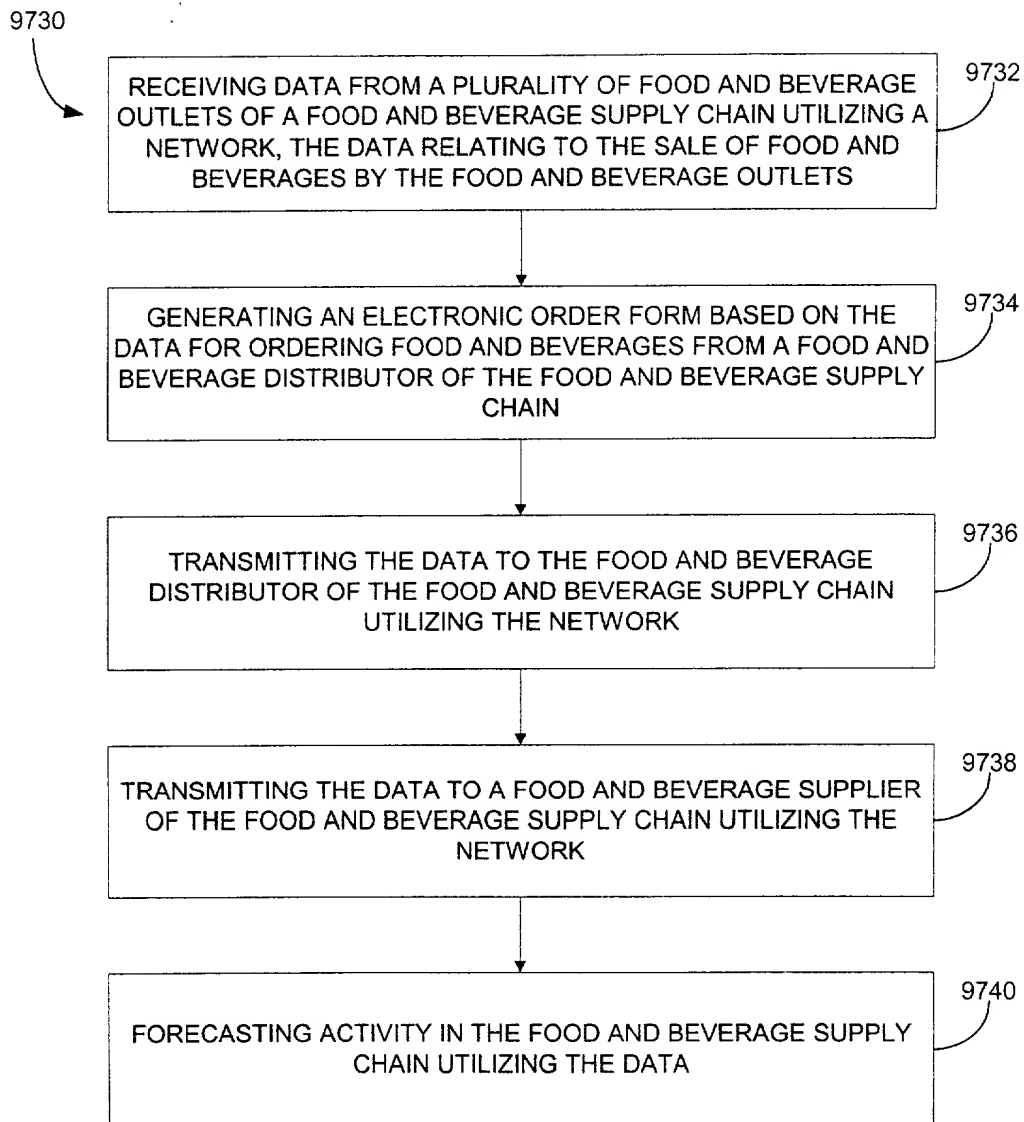 9730
RECEIVING DATA FROM A PLURALITY OF FOOD AND BEVERAGE
OUTLETS OF A FOOD AND BEVERAGE SUPPLY CHAIN UTILIZING A
NETWORK, THE DATA RELATING TO THE SALE OF FOOD AND
BEVERAGES BY THE FOOD AND BEVERAGE OUTLETS
9732
GENERATING AN ELECTRONIC ORDER FORM BASED ON THE
DATA FOR ORDERING FOOD AND BEVERAGES FROM A FOOD AND
BEVERAGE DISTRIBUTOR OF THE FOOD AND BEVERAGE SUPPLY
CHAIN
9734
TRANSMITTING THE DATA TO THE FOOD AND BEVERAGE
DISTRIBUTOR OF THE FOOD AND BEVERAGE SUPPLY CHAIN
UTILIZING THE NETWORK
9736
TRANSMITTING THE DATA TO A FOOD AND BEVERAGE SUPPLIER
OF THE FOOD AND BEVERAGE SUPPLY CHAIN UTILIZING THE
NETWORK
9738
FORECASTING ACTIVITY IN THE FOOD AND BEVERAGE SUPPLY
CHAIN UTILIZING THE DATA
9740